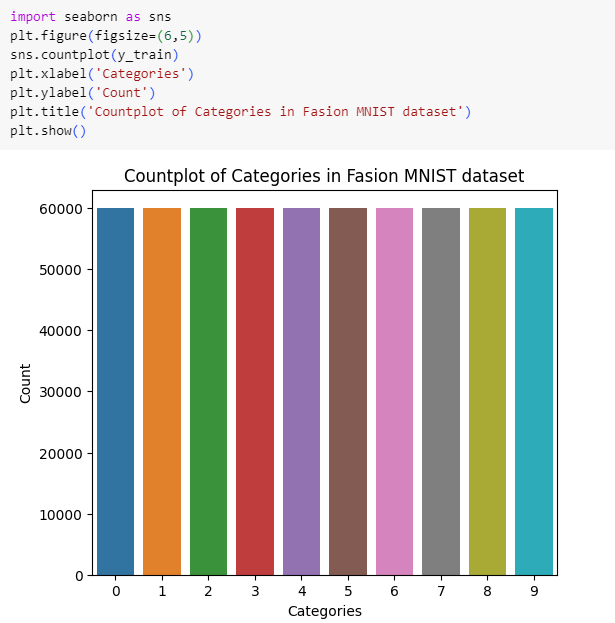 import seaborn as sns
plt.figure(figsize=(6,5))
sns.countplot(y_train)
plt.xlabel('Categories')
plt.ylabel('Count')
plt.title('Countplot of Categories in Fasion MNIST dataset')
plt.show()
Countplot of Categories in Fasion MNIST dataset
60000
50000
40000
30000
20000
10000
0
Count
0 1 2 3 4 5 6 7 8 9
Categories